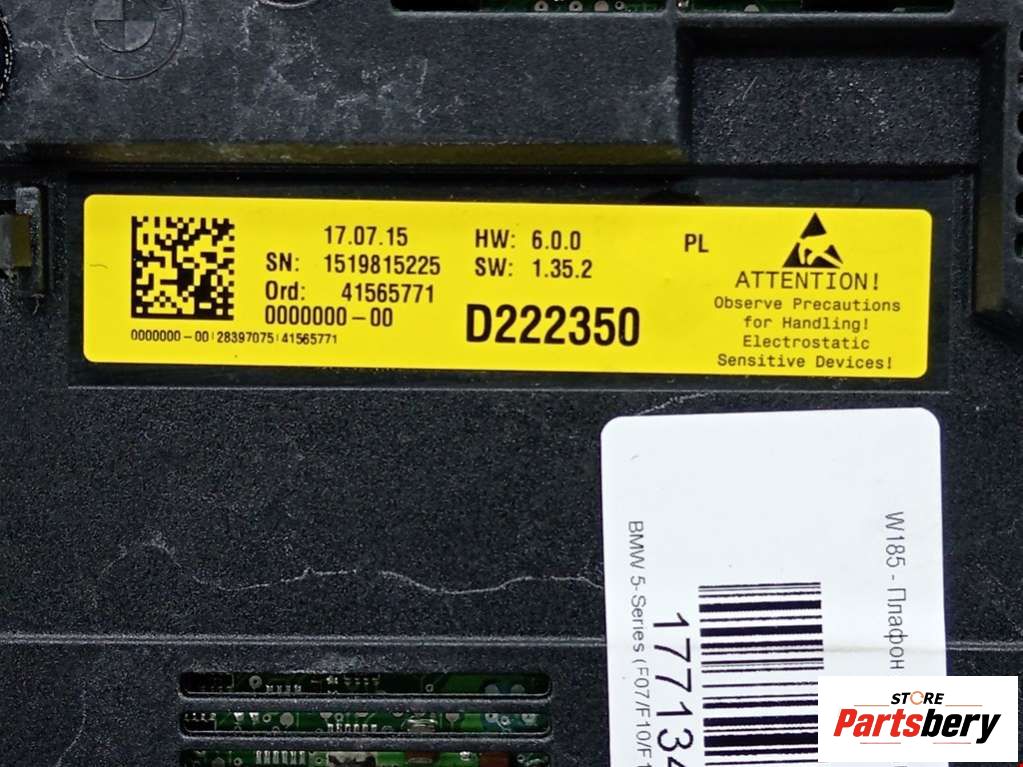 17.07.15
SN: 1519815225
Ord: 41565771
0000000-00
0000000-00|28397075|41565771
HW: 6.0.0
SW: 1.35.2
D222350
PL
ATTENTION!
Observe Precautions
for Handling!
Electrostatic
Sensitive Devices!
W185 - Плафон
BMW 5-Series (F07/F10/F1
177134
STORE
Partsbery